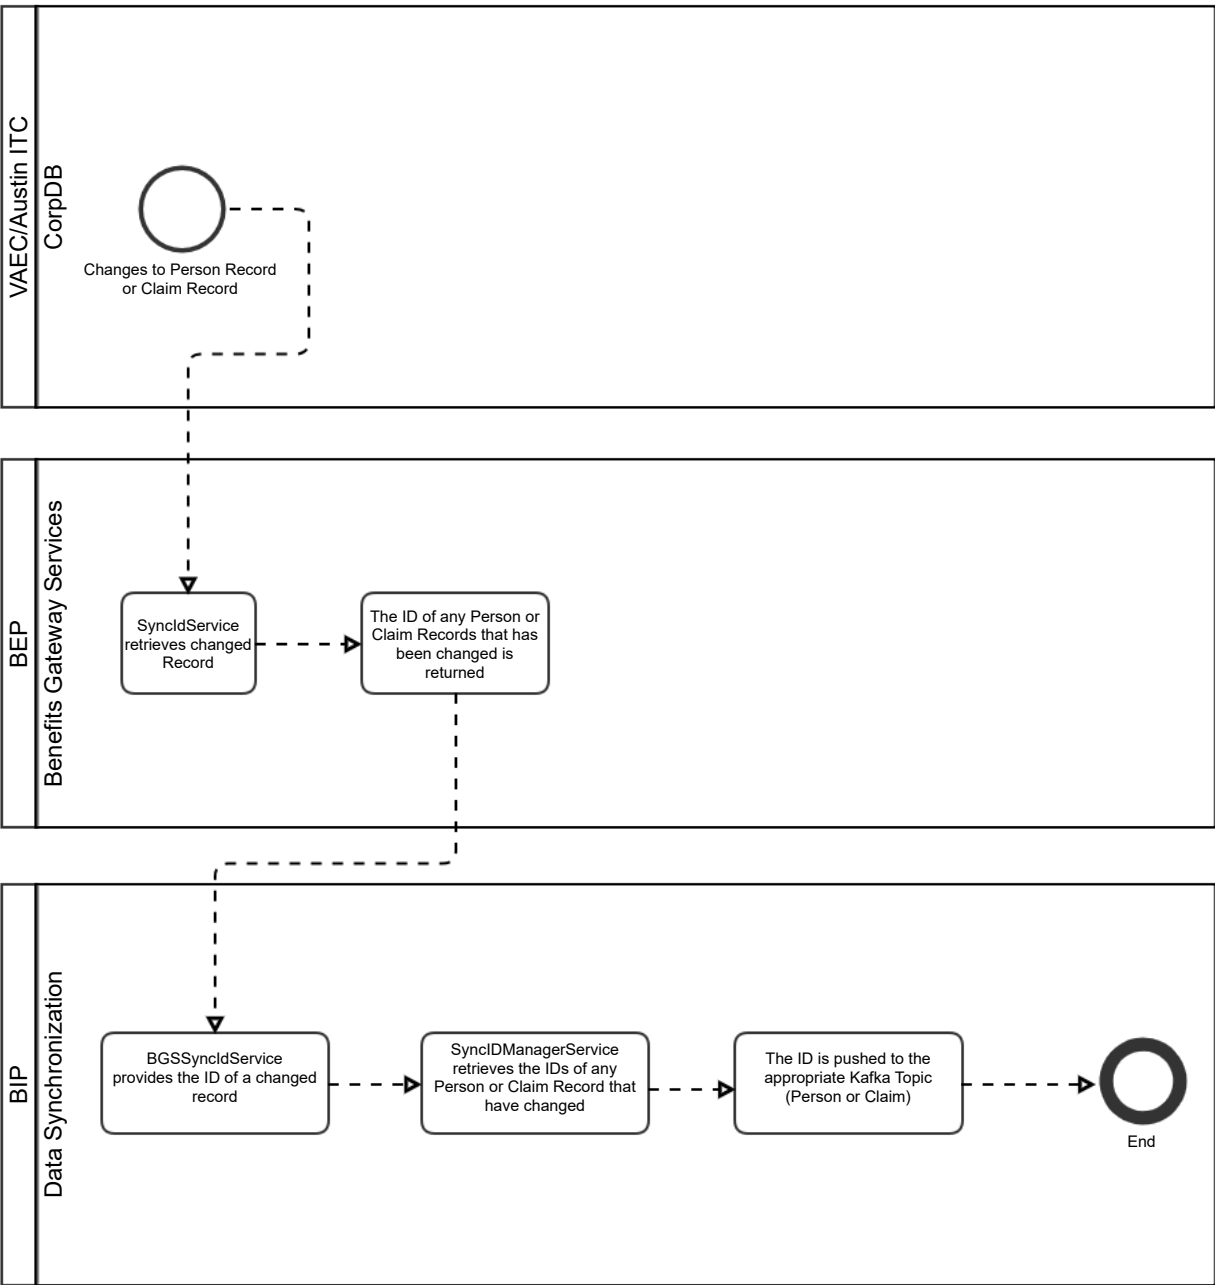 VAEC/Austin ITC
CorpDB
Changes to Person Record
or Claim Record
BEP
Benefits Gateway Services
SyncIdService
retrieves changed
Record
The ID of any Person or
Claim Records that has
been changed is
returned
BIP
Data Synchronization
BGSSyncIdService
provides the ID of a changed
record
SyncIDManagerService
retrieves the IDs of any
Person or Claim Record that
have changed
The ID is pushed to the
appropriate Kafka Topic
(Person or Claim)
End